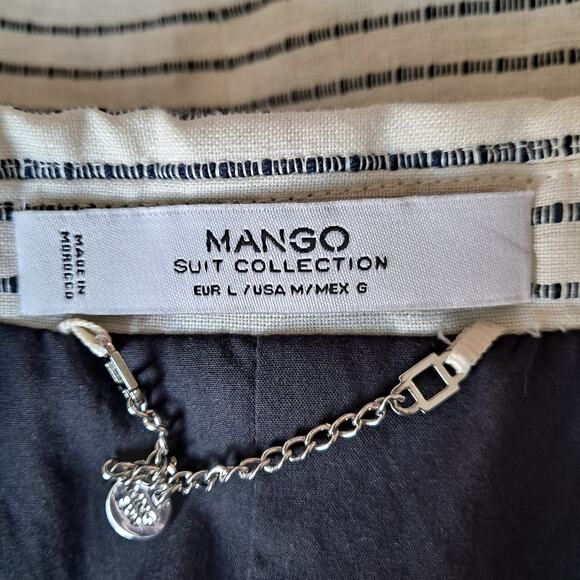 MANGO
SUIT COLLECTION
EUR L / USA M / MEX G
MADE IN
MOROCCO